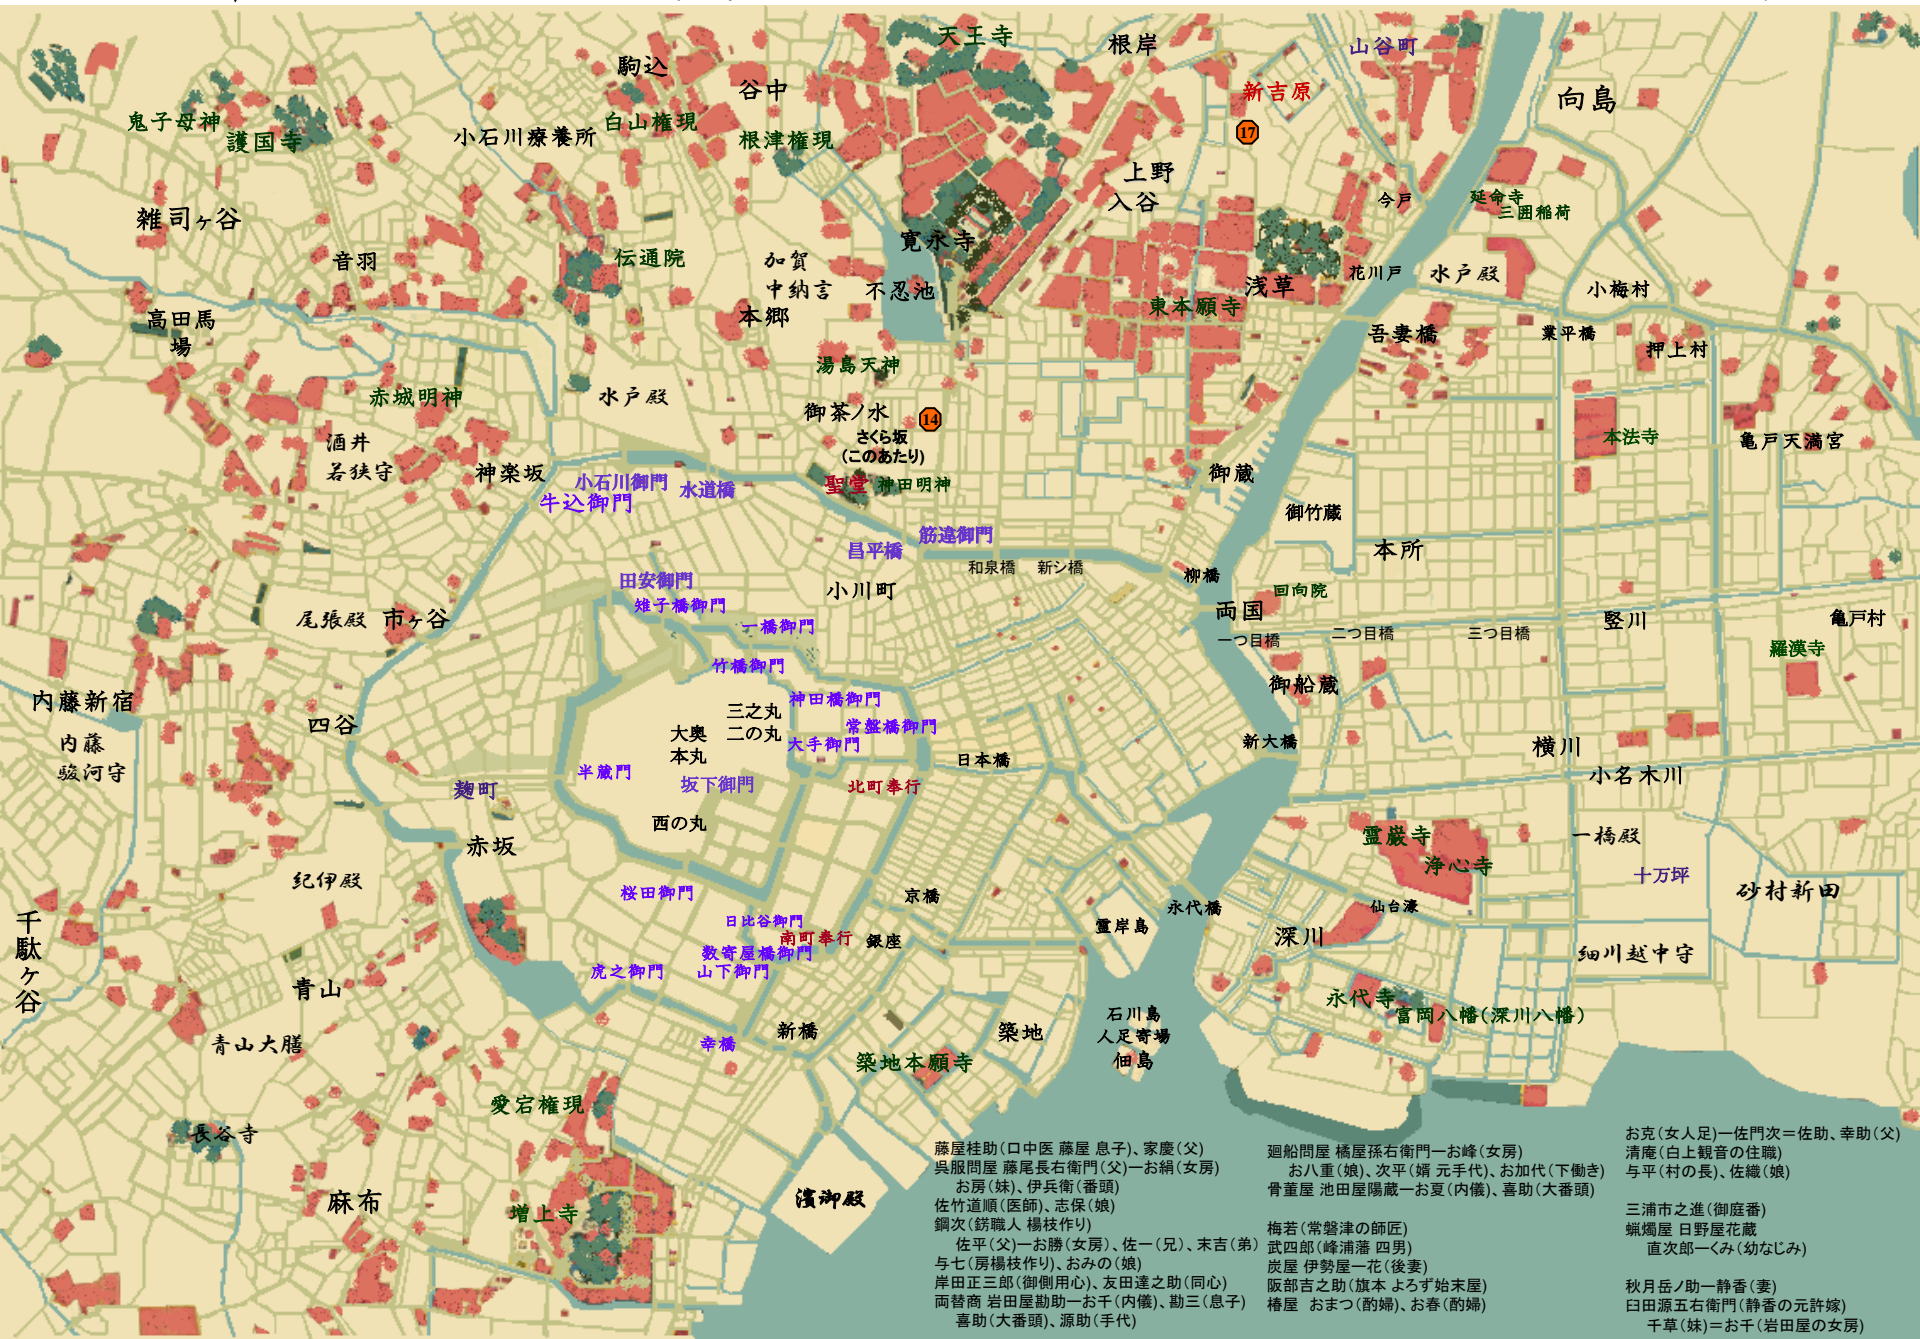 天王寺
根岸
山谷町
駒込
谷中
新吉原
向島
鬼子母神
護国寺
小石川療養所
白山権現
根津権現
17
上野
入谷
今戸
延命寺
三囲稲荷
雑司ヶ谷
音羽
伝通院
加賀
中納言
本郷
寛永寺
不忍池
浅草
東本願寺
花川戸
水戸殿
小梅村
高田馬
場
吾妻橋
業平橋
押上村
湯島天神
赤城明神
水戸殿
御茶ノ水
14
さくら坂
(このあたり)
酒井
若狭守
神楽坂
本法寺
亀戸天満宮
小石川御門
水道橋
牛込御門
聖堂
神田明神
御蔵
御竹蔵
昌平橋
筋違御門
和泉橋
新シ橋
本所
柳橋
田安御門
雉子橋御門
小川町
回向院
両国
尾張殿
市ヶ谷
一橋御門
一つ目橋
二つ目橋
三つ目橋
竪川
亀戸村
羅漢寺
竹橋御門
御船蔵
内藤新宿
神田橋御門
三之丸
二の丸
大奥
本丸
常盤橋御門
大手御門
四谷
内藤
駿河守
新大橋
横川
日本橋
半蔵門
坂下御門
北町奉行
小名木川
麹町
西の丸
赤坂
霊巌寺
浄心寺
一橋殿
十万坪
砂村新田
紀伊殿
桜田御門
京橋
永代橋
仙台濠
千駄ヶ谷
日比谷御門
南町奉行
銀座
霊岸島
深川
数寄屋橋御門
細川越中守
虎之御門
山下御門
青山
永代寺
富岡八幡(深川八幡)
石川島
人足寄場
佃島
青山大膳
幸橋
新橋
築地
築地本願寺
愛宕権現
長谷寺
麻布
増上寺
濱御殿
藤屋桂助(口中医 藤屋 息子)、家慶(父)
呉服問屋 藤尾長右衛門(父)ーお絹(女房)
お房(妹)、伊兵衛(番頭)
佐竹道順(医師)、志保(娘)
鋼次(錺職人 楊枝作り)
佐平(父)ーお勝(女房)、佐一(兄)、末吉(弟)
与七(房楊枝作り)、おみの(娘)
岸田正三郎(御側用心)、友田達之助(同心)
両替商 岩田屋勘助ーお千(内儀)、勘三(息子)
喜助(大番頭)、源助(手代)
廻船問屋 橘屋孫右衛門ーお峰(女房)
お八重(娘)、次平(婿 元手代)、お加代(下働き)
骨董屋 池田屋陽蔵ーお夏(内儀)、喜助(大番頭)
梅若(常磐津の師匠)
武四郎(峰浦藩 四男)
炭屋 伊勢屋ー花(後妻)
阪部吉之助(旗本 よろず始末屋)
椿屋 おまつ(酌婦)、お春(酌婦)
お克(女人足)ー佐門次＝佐助、幸助(父)
清庵(白上観音の住職)
与平(村の長)、佐織(娘)
三浦市之進(御庭番)
蝋燭屋 日野屋花蔵
直次郎ーくみ(幼なじみ)
秋月岳ノ助ー静香(妻)
臼田源五右衛門(静香の元許嫁)
千草(妹)＝お千(岩田屋の女房)